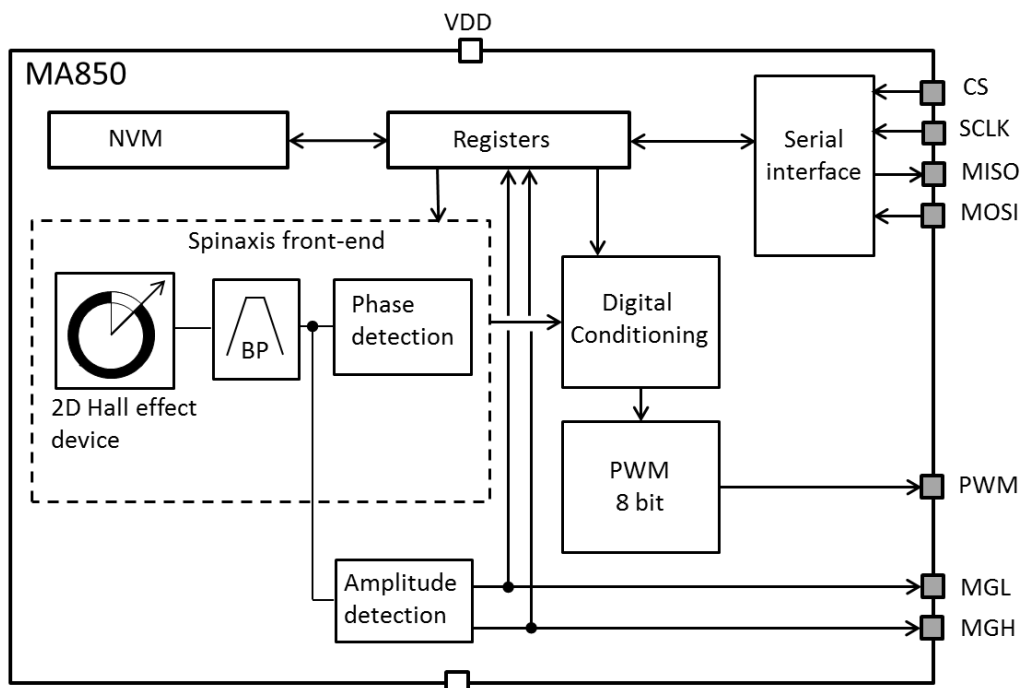 VDD
MA850
CS
NVM
Registers
Serial
interface
SCLK
MISO
MOSI
Spinaxis front-end
Phase
detection
BP
Digital
Conditioning
2D Hall effect
device
PWM
8 bit
PWM
Amplitude
detection
MGL
MGH